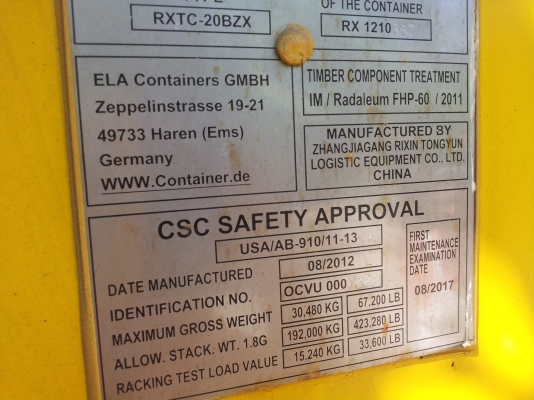 OF THE CONTAINER
RXTC-20BZX
RX 1210
ELA Containers GMBH
Zeppelinstrasse 19-21
49733 Haren (Ems)
Germany
www.Container.de
TIMBER COMPONENT TREATMENT
IM / Radaleum FHP-60 / 2011
MANUFACTURED BY
ZHANGJIAGANG RIXIN TONGYUN
LOGISTIC EQUIPMENT CO., LTD.
CHINA
CSC SAFETY APPROVAL
USA/AB-910/11-13
DATE MANUFACTURED 08/2012
IDENTIFICATION NO. OCVU 000
MAXIMUM GROSS WEIGHT 30,480 KG 67,200 LB
ALLOW. STACK. WT. 1.8G 192,000 KG 423,280 LB
RACKING TEST LOAD VALUE 15,240 KG 33,600 LB
FIRST
MAINTENANCE
EXAMINATION
DATE
08/2017